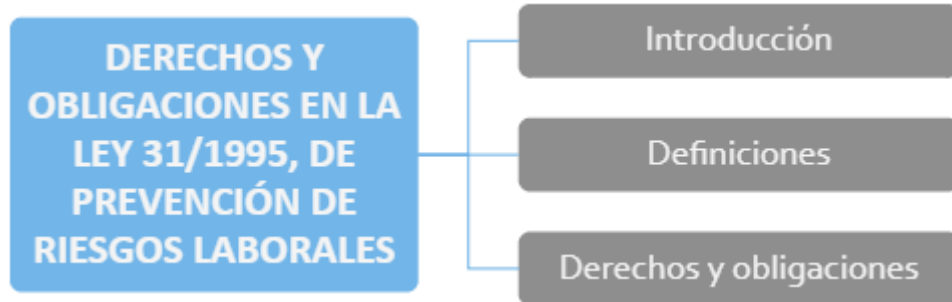 DERECHOS Y
OBLIGACIONES EN LA
LEY 31/1995, DE
PREVENCIÓN DE
RIESGOS LABORALES
Introducción
Definiciones
Derechos y obligaciones